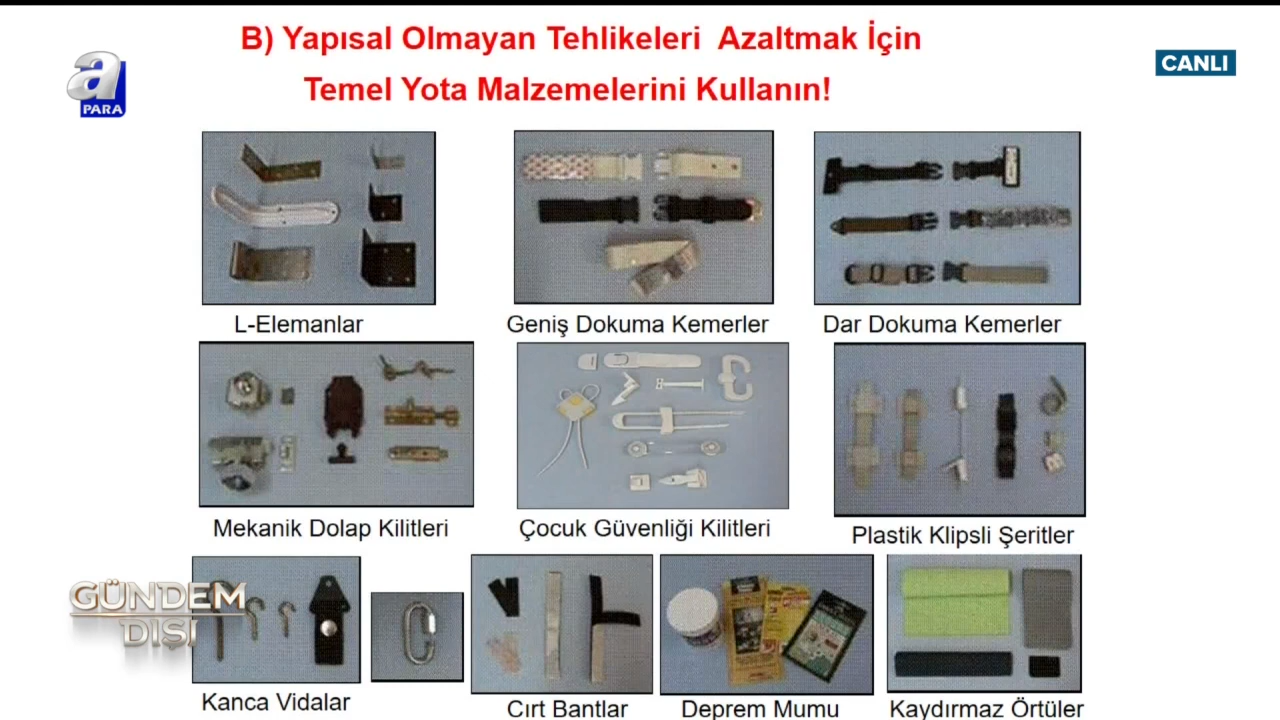 B) Yapısal Olmayan Tehlikeleri Azaltmak İçin
Temel Yota Malzemelerini Kullanın!
a
PARA
CANLI
L-Elemanlar
Geniş Dokuma Kemerler
Dar Dokuma Kemerler
Mekanik Dolap Kilitleri
Çocuk Güvenliği Kilitleri
Plastik Klipsli Şeritler
GÜNDEM
DIŞI
Kanca Vidalar
Cırt Bantlar
Deprem Mumu
Kaydırmaz Örtüler